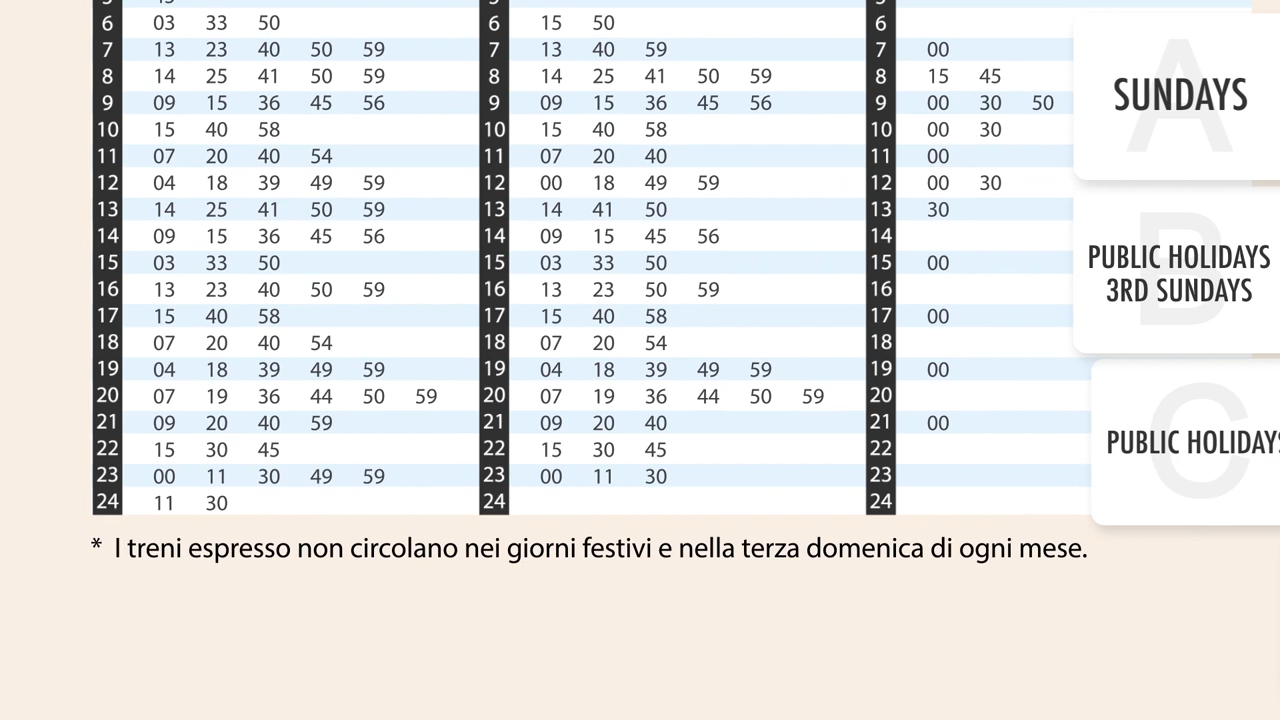 6 03 33 50 6 15 50 6
7 13 23 40 50 59 7 13 40 59 7 00
8 14 25 41 50 59 8 14 25 41 50 59 8 15 45
9 09 15 36 45 56 9 09 15 36 45 56 9 00 30 50
10 15 40 58 10 15 40 58 10 00 30
11 07 20 40 54 11 07 20 40 11 00
12 04 18 39 49 59 12 00 18 49 59 12 00 30
13 14 25 41 50 59 13 14 41 50 13 30
14 09 15 36 45 56 14 09 15 45 56 14
15 03 33 50 15 03 33 50 15 00
16 13 23 40 50 59 16 13 23 50 59 16
17 15 40 58 17 15 40 58 17 00
18 07 20 40 54 18 07 20 54 18
19 04 18 39 49 59 19 04 18 39 49 59 19 00
20 07 19 36 44 50 59 20 07 19 36 44 50 59 20
21 09 20 40 59 21 09 20 40 21 00
22 15 30 45 22 15 30 45 22
23 00 11 30 49 59 23 00 11 30 23
24 11 30 24 24
* I treni espresso non circolano nei giorni festivi e nella terza domenica di ogni mese.
A
SUNDAYS
B
PUBLIC HOLIDAYS
3RD SUNDAYS
C
PUBLIC HOLIDAYS